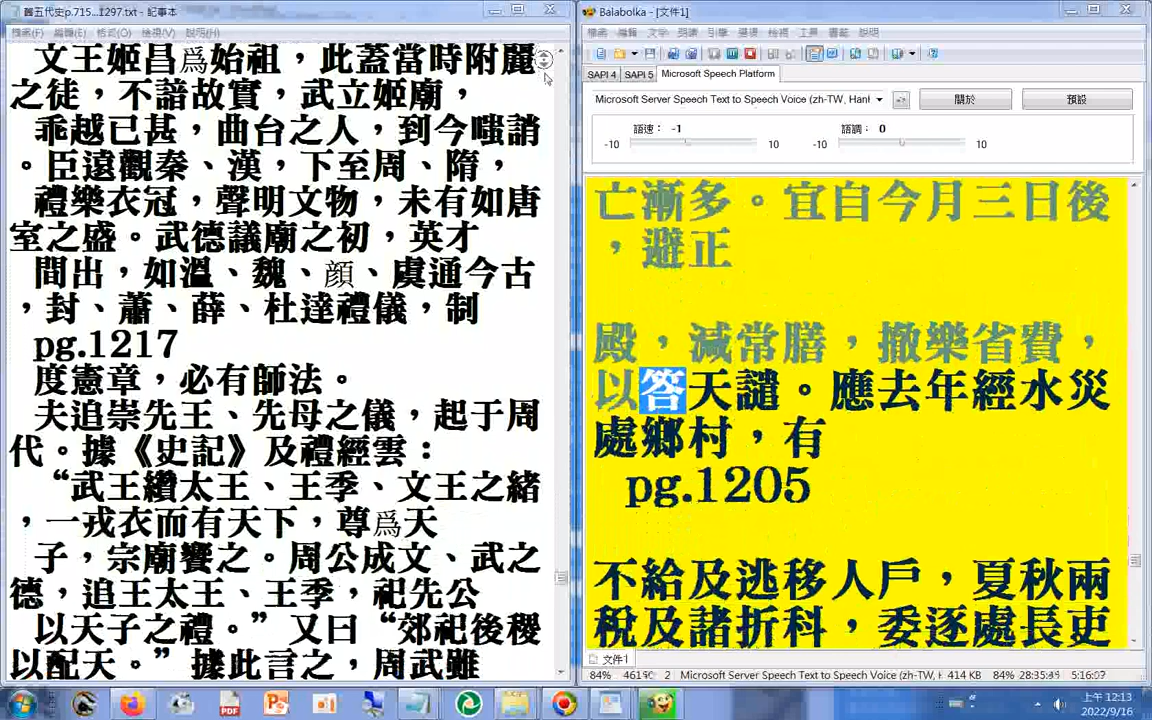 舊五代史p.715...1297.txt - 記事本
檔案(F) 編輯(E) 格式(O) 檢視(V) 說明(H)
文王姬昌爲始祖，此蓋當時附麗
之徒，不諳故實，武立姬廟，
乖越已甚，曲台之人，到今嗤誚
。臣遠觀秦、漢，下至周、隋，
禮樂衣冠，聲明文物，未有如唐
室之盛。武德議廟之初，英才
間出，如溫、魏、顔、虞通今古
，封、蕭、薛、杜達禮儀，制
pg.1217
度憲章，必有師法。
夫追崇先王、先母之儀，起于周
代。據《史記》及禮經雲：
“武王纘太王、王季、文王之緒
，一戎衣而有天下，尊爲天
子，宗廟饗之。周公成文、武之
德，追王太王、王季，祀先公
以天子之禮。”又曰“郊祀後稷
以配天。”據此言之，周武雖
Balabolka - [文件1]
檔案 編輯 文字 朗讀 引擎 選項 檢視 工具 書籤 說明
SAPI 4 SAPI 5 Microsoft Speech Platform
Microsoft Server Speech Text to Speech Voice (zh-TW, Hanl
關於 預設
語速： -1 語調： 0
-10 10 -10 10
亡漸多。宜自今月三日後
，避正
殿，減常膳，撤樂省費，
以答天譴。應去年經水災
處鄉村，有
pg.1205
不給及逃移人戶，夏秋兩
稅及諸折科，委逐處長吏
文件1
84% 2 Microsoft Server Speech Text to Speech Voice (zh-TW, H 414 KB 84% 5:16:07
上午 12:13
2022/9/16